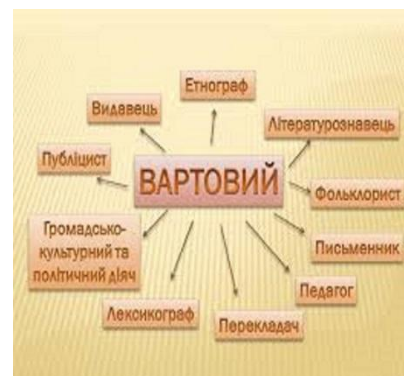 Етнограф
Видавець
Літературознавець
Публіцист
ВАРТОВИЙ
Фольклорист
Громадсько-
культурний та
політичний діяч
Письменник
Педагог
Лексикограф
Перекладач